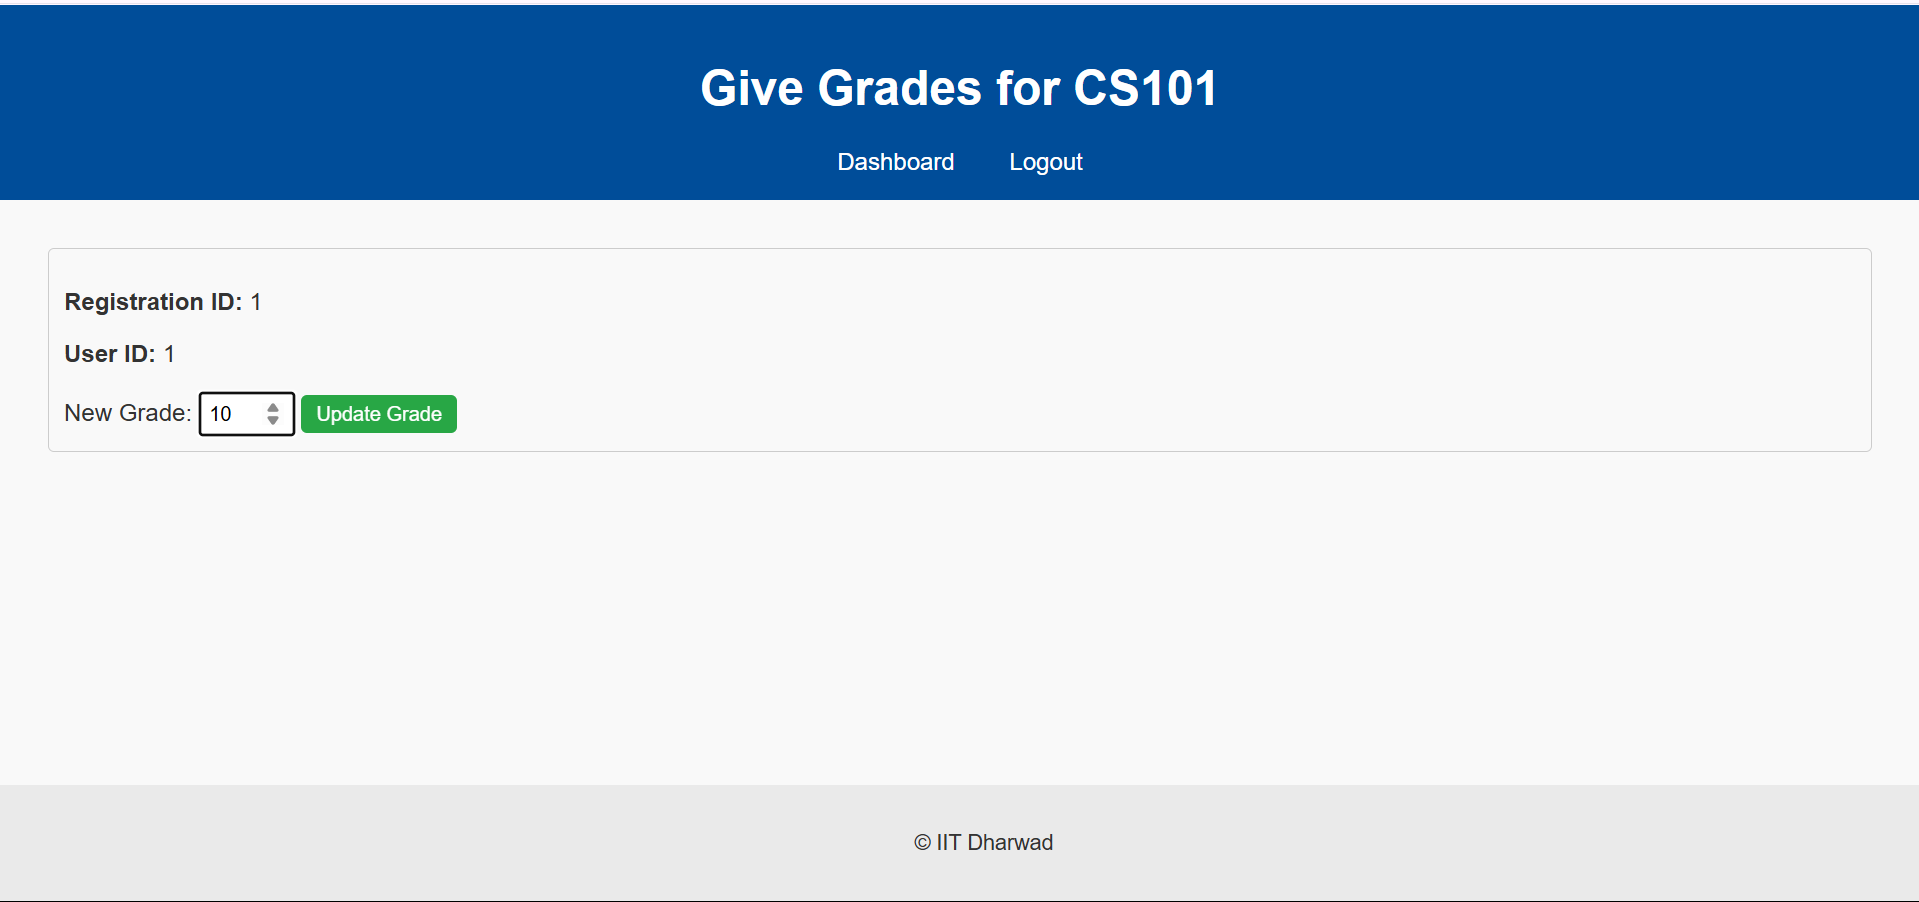 Give Grades for CS101
Dashboard Logout
Registration ID: 1
User ID: 1
New Grade: 10 Update Grade
© IIT Dharwad